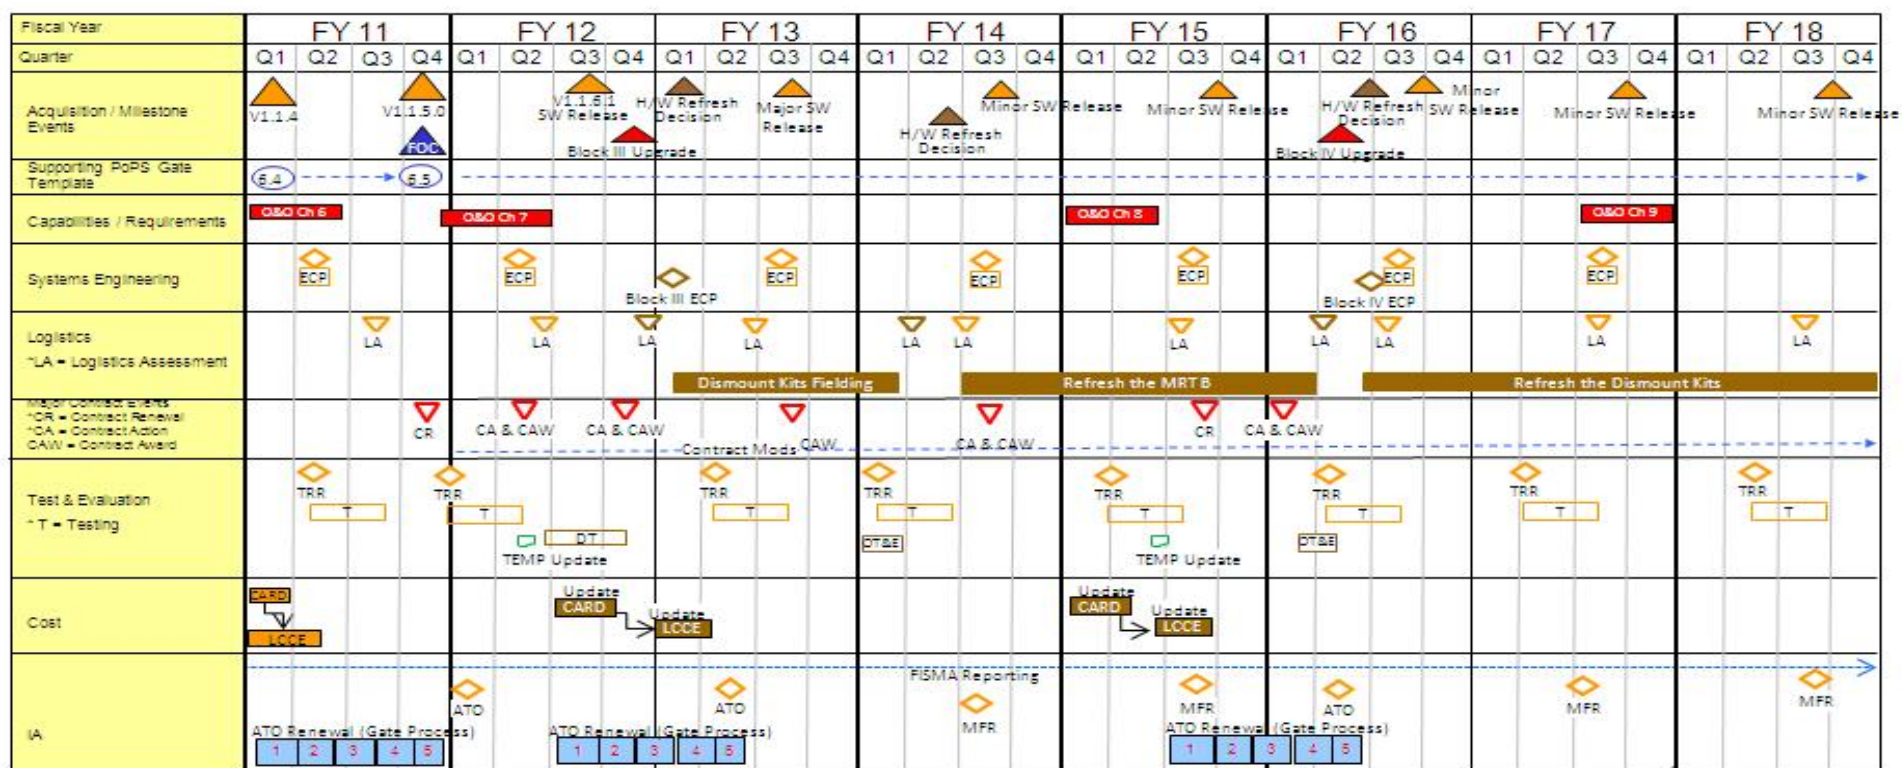 Fiscal Year FY 11 FY 12 FY 13 FY 14 FY 15 FY 16 FY 17 FY 18
Quarter Q1 Q2 Q3 Q4 Q1 Q2 Q3 Q4 Q1 Q2 Q3 Q4 Q1 Q2 Q3 Q4 Q1 Q2 Q3 Q4 Q1 Q2 Q3 Q4 Q1 Q2 Q3 Q4 Q1 Q2 Q3 Q4
Acquisition / Milestone
Events
V1.1.4
V1.1.5.0
FOC
V1.1.6.1
SW Release
Block III Upgrade
H/W Refresh
Decision
Major SW
Release
H/W Refresh
Decision
Minor SW Release
Minor SW Release
H/W Refresh
Decision
Block IV Upgrade
Minor
SW Release
Minor SW Release
Minor SW Release
Supporting PoPS Gate
Template
6.4 6.5
Capabilities / Requirements
O&O Ch 6 O&O Ch 7 O&O Ch 8 O&O Ch 9
Systems Engineering
ECP ECP ECP ECP ECP ECP ECP
Block III ECP Block IV ECP
Logistics
*LA = Logistics Assessment
LA LA LA LA LA LA LA LA LA LA LA
Dismount Kits Fielding Refresh the MRTB Refresh the Dismount Kits
Major Contract Events
*CR = Contract Renewal
*CA = Contract Action
CAW = Contract Award
CR CA & CAW CA & CAW CAW CA & CAW CR CA & CAW
Contract Mods
Test & Evaluation
* T = Testing
TRR TRR TRR TRR TRR TRR TRR TRR
T T T T T T T T
DT DT&E DT&E
TEMP Update TEMP Update
Cost
CARD
LCCE
Update
CARD
Update
LCCE
Update
CARD
Update
LCCE
IA
FISMA Reporting
ATO ATO MFR MFR ATO MFR MFR
ATO Renewal (Gate Process) ATO Renewal (Gate Process) ATO Renewal (Gate Process)
1 2 3 4 5 1 2 3 4 5 1 2 3 4 5